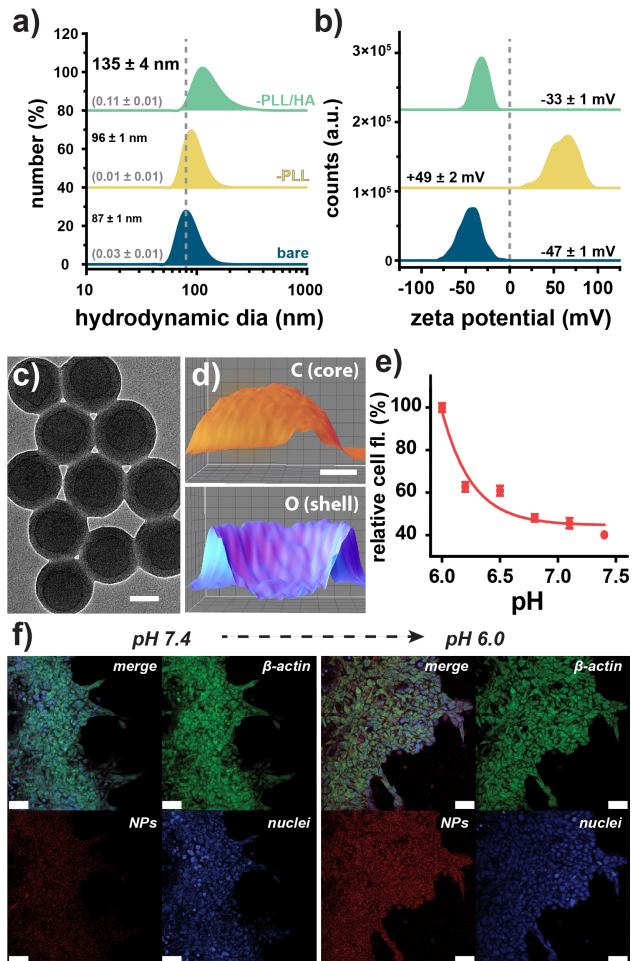 a)
120
100
80
60
40
20
0
number (%)
135 ± 4 nm
(0.11 ± 0.01)
-PLL/HA
96 ± 1 nm
(0.01 ± 0.01)
-PLL
87 ± 1 nm
(0.03 ± 0.01)
bare
10
100
1000
hydrodynamic dia (nm)
b)
3×10⁵
2×10⁵
1×10⁵
0
counts (a.u.)
-33 ± 1 mV
+49 ± 2 mV
-47 ± 1 mV
-100
-50
0
50
100
zeta potential (mV)
c)
d)
C (core)
O (shell)
e)
relative cell fl. (%)
100
80
60
40
6.0
6.5
7.0
7.5
pH
f)
pH 7.4
pH 6.0
merge
β-actin
merge
β-actin
NPs
nuclei
NPs
nuclei